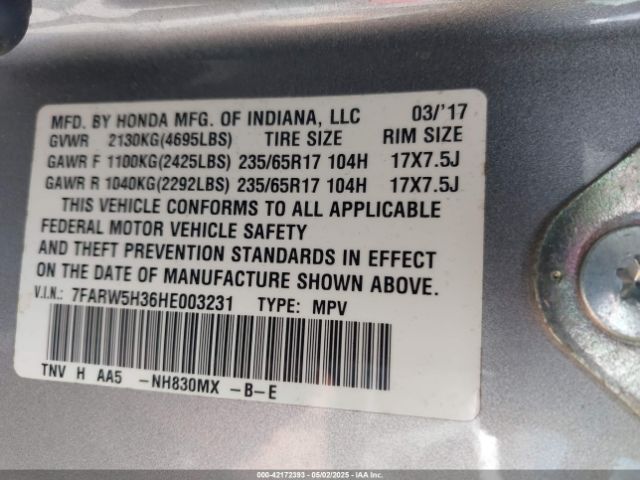 MFD. BY HONDA MFG. OF INDIANA, LLC 03/'17
GVWR 2130KG(4695LBS) TIRE SIZE RIM SIZE
GAWR F 1100KG(2425LBS) 235/65R17 104H 17X7.5J
GAWR R 1040KG(2292LBS) 235/65R17 104H 17X7.5J
THIS VEHICLE CONFORMS TO ALL APPLICABLE
FEDERAL MOTOR VEHICLE SAFETY
AND THEFT PREVENTION STANDARDS IN EFFECT
ON THE DATE OF MANUFACTURE SHOWN ABOVE.
V.I.N.: 7FARW5H36HE003231 TYPE: MPV
TNV H AA5 -NH830MX -B-E
000-42172393 - 05/02/2025 - IAAI.COM